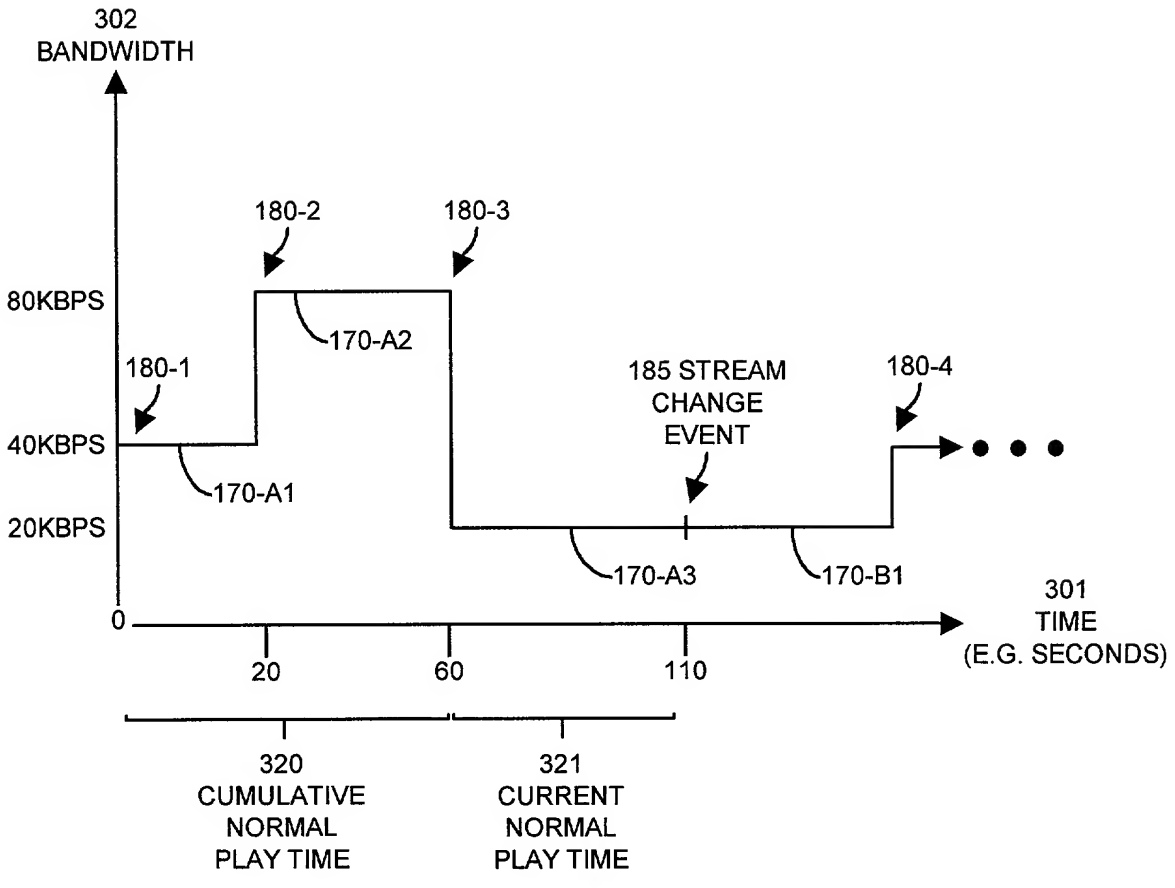 302
BANDWIDTH
180-2
180-3
80KBPS
170-A2
180-1
185 STREAM
CHANGE
EVENT
180-4
40KBPS
170-A1
20KBPS
170-A3
170-B1
0
301
TIME
(E.G. SECONDS)
20
60
110
320
CUMULATIVE
NORMAL
PLAY TIME
321
CURRENT
NORMAL
PLAY TIME